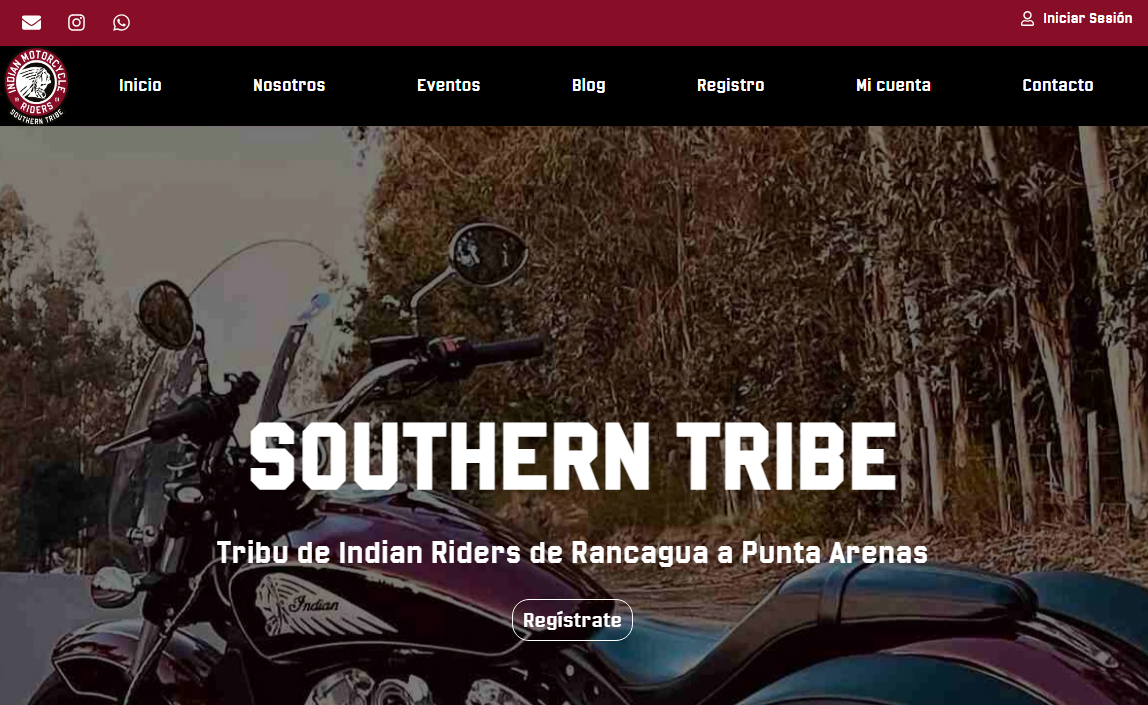 Iniciar Sesión
INDIAN MOTORCYCLE
RIDERS
SOUTHERN TRIBE
Inicio
Nosotros
Eventos
Blog
Registro
Mi cuenta
Contacto
SOUTHERN TRIBE
Tribu de Indian Riders de Rancagua a Punta Arenas
Indian
Regístrate